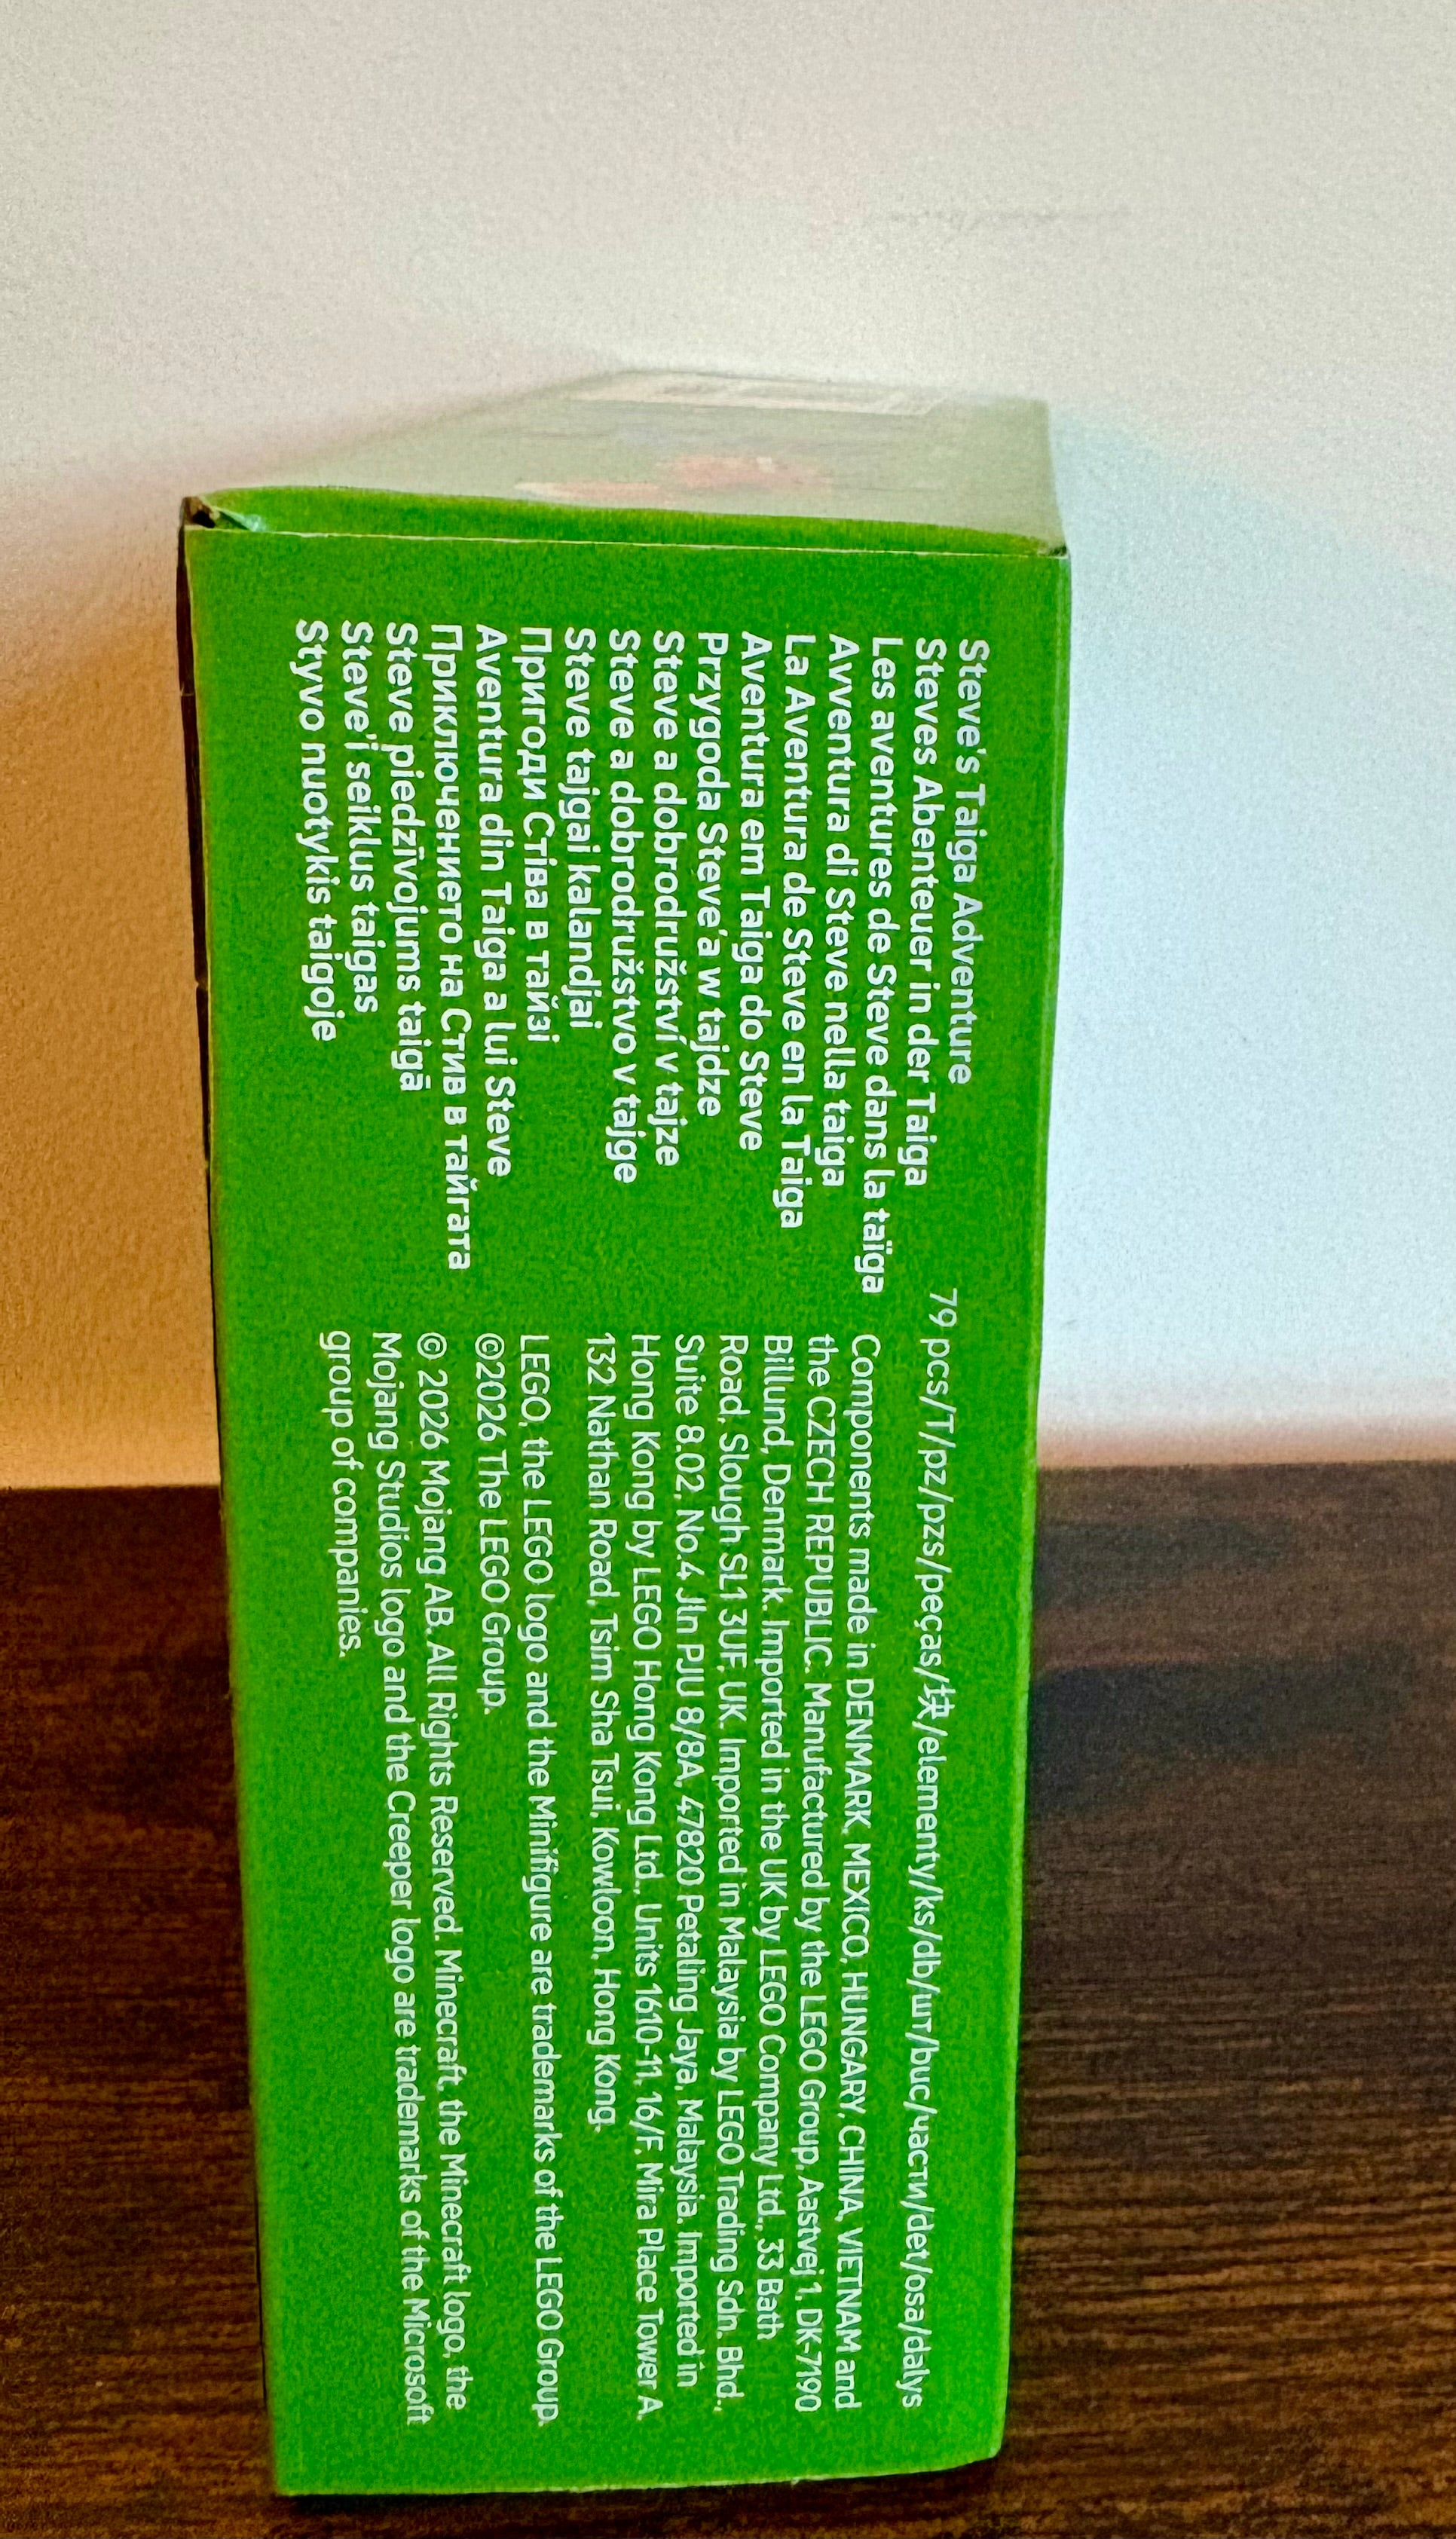 Steve's Taiga Adventure
Steves Abenteuer in der Taiga
Les aventures de Steve dans la taïga
Avventura di Steve nella taiga
La Aventura de Steve en la Taiga
Aventura em Taiga do Steve
Przygoda Steve'a w tajdze
Steve a dobrodružství v tajze
Steve a dobrodružstvo v tajge
Steve tajgai kalandjai
Пригоди Стіва в тайзі
Aventura din Taiga a lui Steve
Приключението на Стив в тайгата
Steve piedzīvojums taigā
Steve'i seiklus taigas
Styvo nuotykis taigoje
79 pcs/T/pz/pzs/peças/块/elementy/ks/db/шт/buc/части/det/osa/dalys
Components made in DENMARK, MEXICO, HUNGARY, CHINA, VIETNAM and
the CZECH REPUBLIC. Manufactured by the LEGO Group, Aastvej 1, DK-7190
Billund, Denmark. Imported in the UK by LEGO Company Ltd., 33 Bath
Road, Slough SL1 3UF, UK. Imported in Malaysia by LEGO Trading Sdn. Bhd.,
Suite 8.02, No.4 Jln PJU 8/8A, 47820 Petaling Jaya, Malaysia. Imported in
Hong Kong by LEGO Hong Kong Ltd., Units 1610-11, 16/F, Mira Place Tower A,
132 Nathan Road, Tsim Sha Tsui, Kowloon, Hong Kong.
LEGO, the LEGO logo and the Minifigure are trademarks of the LEGO Group.
©2026 The LEGO Group.
© 2026 Mojang AB. All Rights Reserved. Minecraft, the Minecraft logo, the
Mojang Studios logo and the Creeper logo are trademarks of the Microsoft
group of companies.